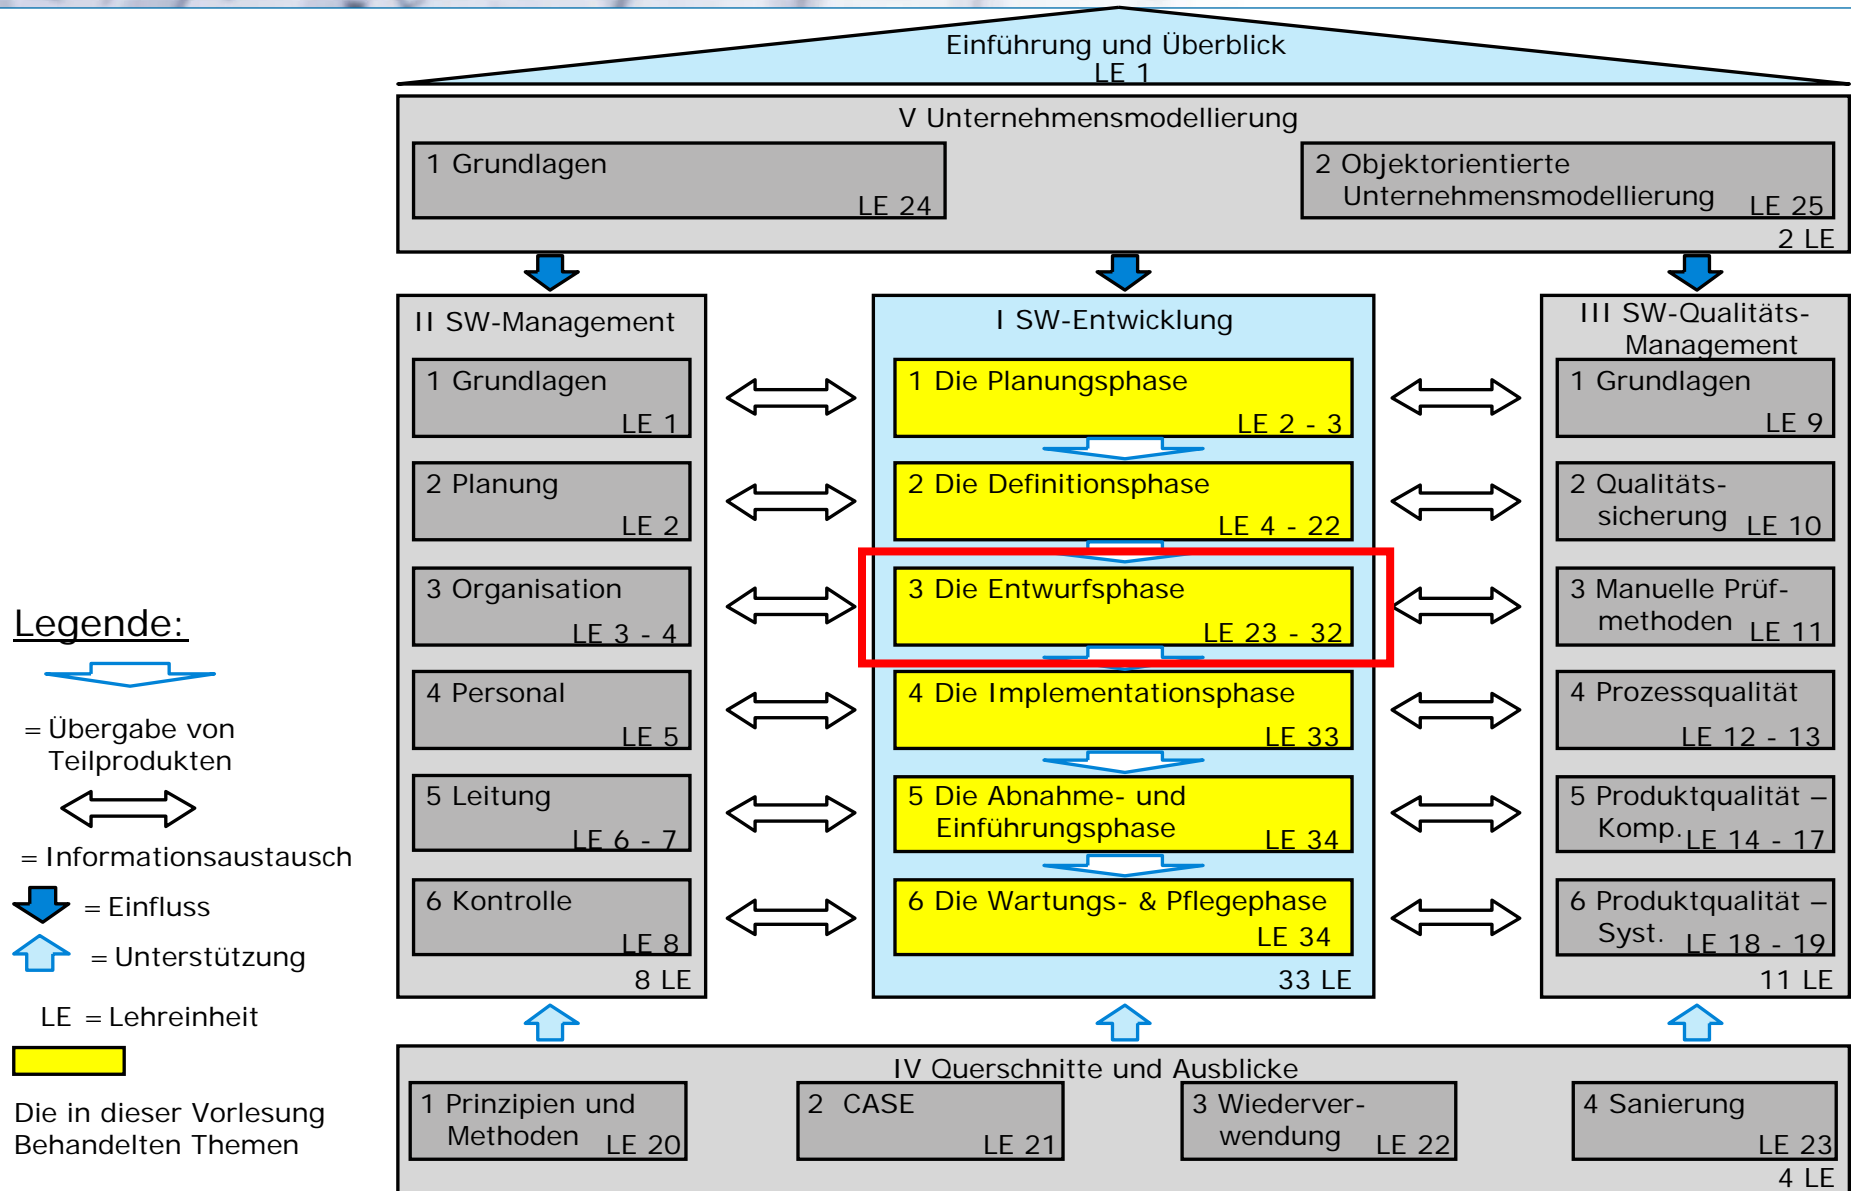 Einführung und Überblick
LE 1
V Unternehmensmodellierung
1 Grundlagen
LE 24
2 Objektorientierte
Unternehmensmodellierung
LE 25
2 LE
II SW-Management
1 Grundlagen
LE 1
2 Planung
LE 2
3 Organisation
LE 3 - 4
4 Personal
LE 5
5 Leitung
LE 6 - 7
6 Kontrolle
LE 8
8 LE
I SW-Entwicklung
1 Die Planungsphase
LE 2 - 3
2 Die Definitionsphase
LE 4 - 22
3 Die Entwurfsphase
LE 23 - 32
4 Die Implementationsphase
LE 33
5 Die Abnahme- und
Einführungsphase
LE 34
6 Die Wartungs- & Pflegephase
LE 34
33 LE
III SW-Qualitäts-
Management
1 Grundlagen
LE 9
2 Qualitäts-
sicherung LE 10
3 Manuelle Prüf-
methoden LE 11
4 Prozessqualität
LE 12 - 13
5 Produktqualität –
Komp. LE 14 - 17
6 Produktqualität –
Syst. LE 18 - 19
11 LE
IV Querschnitte und Ausblicke
1 Prinzipien und
Methoden LE 20
2 CASE
LE 21
3 Wiederver-
wendung LE 22
4 Sanierung
LE 23
4 LE
Legende:
= Übergabe von
Teilprodukten
= Informationsaustausch
= Einfluss
= Unterstützung
LE = Lehreinheit
Die in dieser Vorlesung
Behandelten Themen